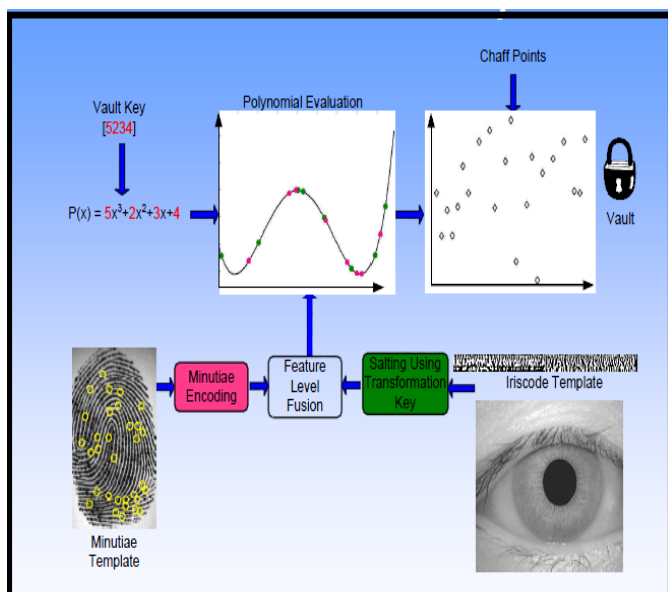 Chaff Points
Vault Key
[5234]
Polynomial Evaluation
P(x) = 5x³+2x²+3x+4
Vault
Minutiae
Encoding
Feature
Level
Fusion
Salting Using
Transformation
Key
Iriscode Template
Minutiae
Template